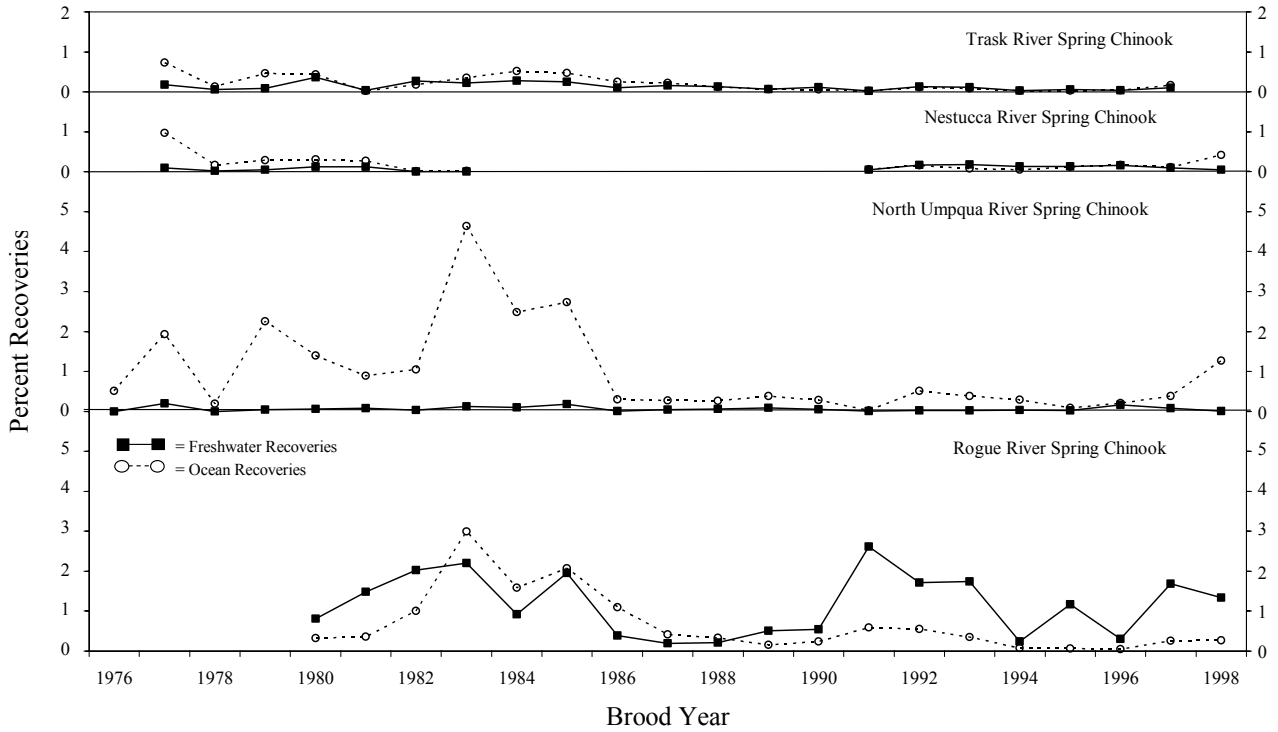 2 2
Trask River Spring Chinook
1 1
0 0
Nestucca River Spring Chinook
1 1
0 0
North Umpqua River Spring Chinook
5 5
4 4
3 3
2 2
1 1
0 0
Percent Recoveries
= Freshwater Recoveries
= Ocean Recoveries
Rogue River Spring Chinook
5 5
4 4
3 3
2 2
1 1
0 0
1976 1978 1980 1982 1984 1986 1988 1990 1992 1994 1996 1998
Brood Year